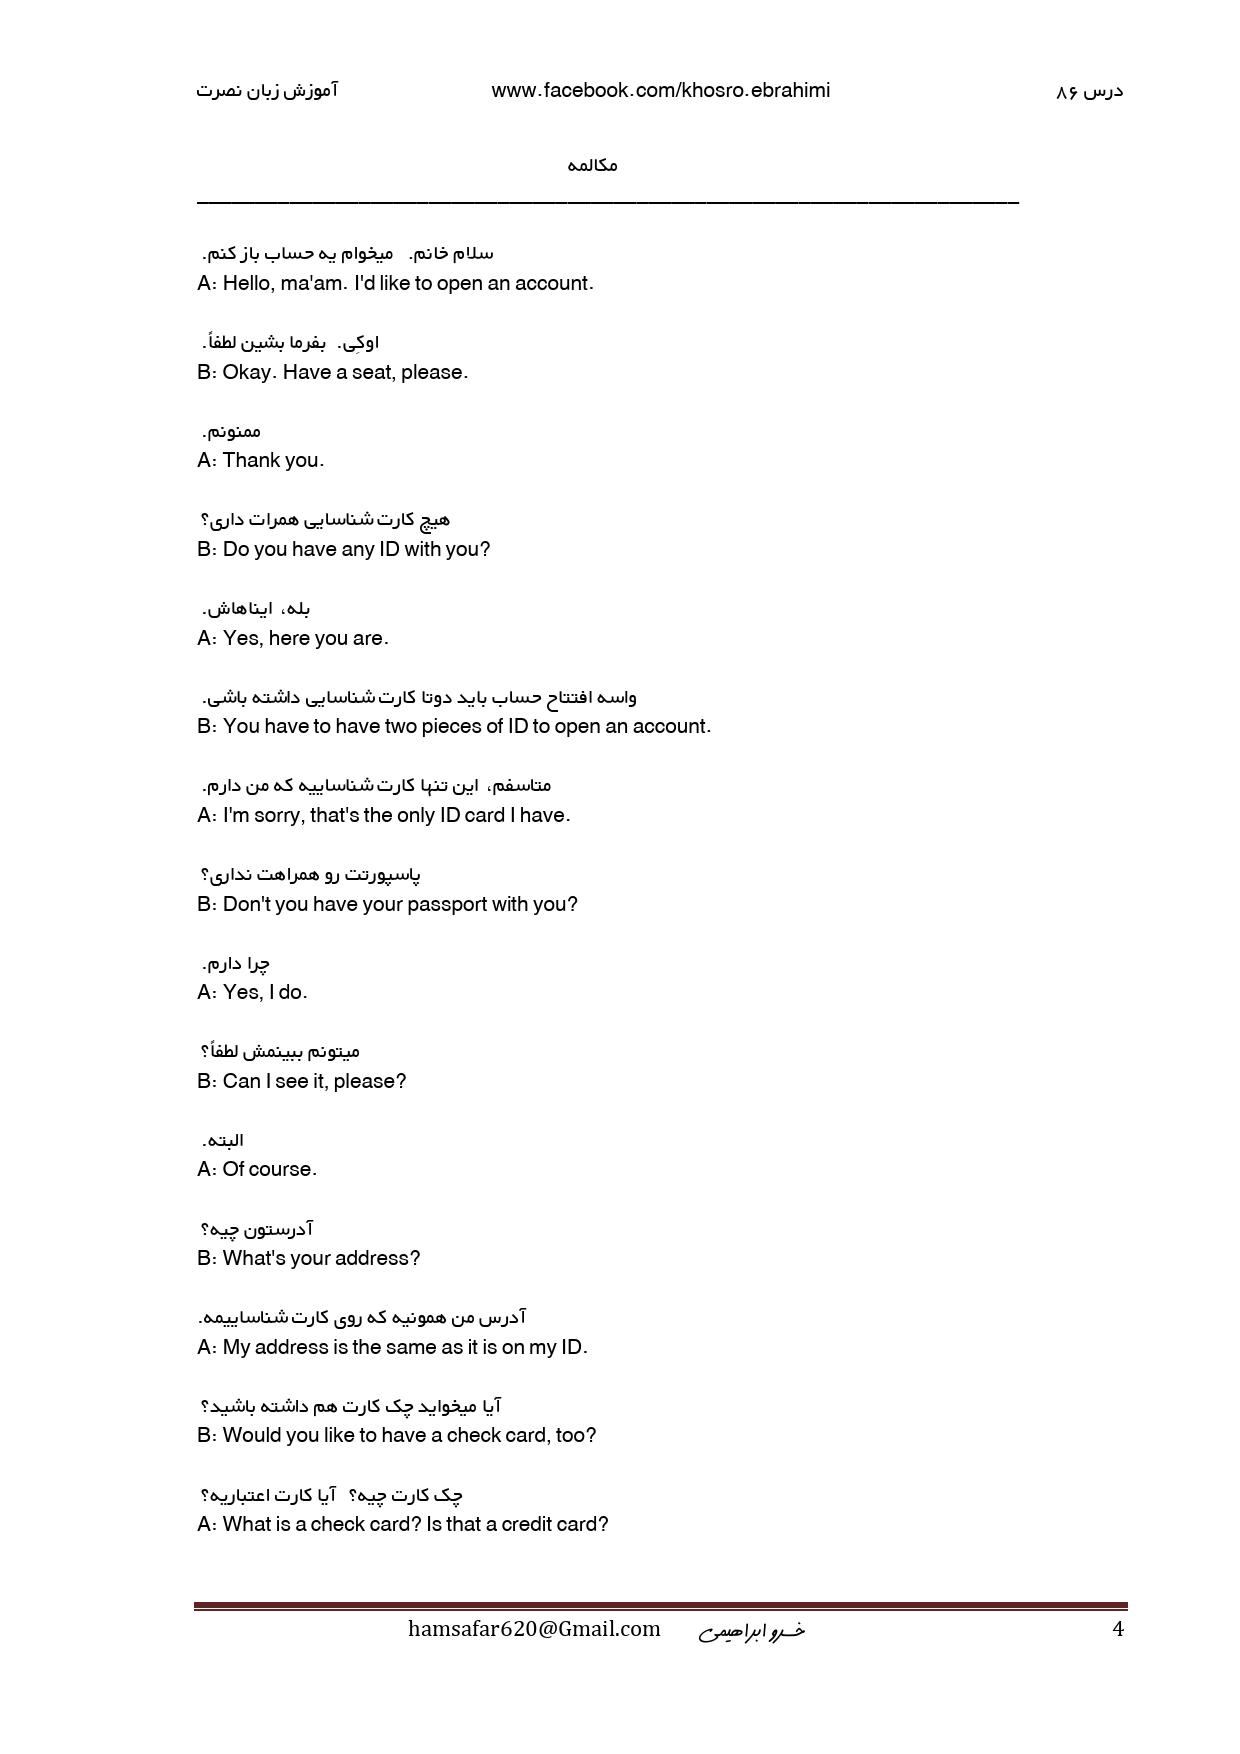 درس ۸۶ www.facebook.com/khosro.ebrahimi آموزش زبان نصرت
مکالمه
سلام خانم. میخوام یه حساب باز کنم.
A: Hello, ma'am. I'd like to open an account.
اوکِی. بفرما بشین لطفاً.
B: Okay. Have a seat, please.
ممنونم.
A: Thank you.
هیچ کارت شناسایی همرات داری؟
B: Do you have any ID with you?
بله، ایناهاش.
A: Yes, here you are.
واسه افتتاح حساب باید دوتا کارت شناسایی داشته باشی.
B: You have to have two pieces of ID to open an account.
متاسفم، این تنها کارت شناساییه که من دارم.
A: I'm sorry, that's the only ID card I have.
پاسپورتت رو همراهت نداری؟
B: Don't you have your passport with you?
چرا دارم.
A: Yes, I do.
میتونم ببینمش لطفاً؟
B: Can I see it, please?
البته.
A: Of course.
آدرستون چیه؟
B: What's your address?
آدرس من همونیه که روی کارت شناساییمه.
A: My address is the same as it is on my ID.
آیا میخواید چک کارت هم داشته باشید؟
B: Would you like to have a check card, too?
چک کارت چیه؟ آیا کارت اعتباریه؟
A: What is a check card? Is that a credit card?
hamsafar620@Gmail.com خسرو ابراهیمی 4